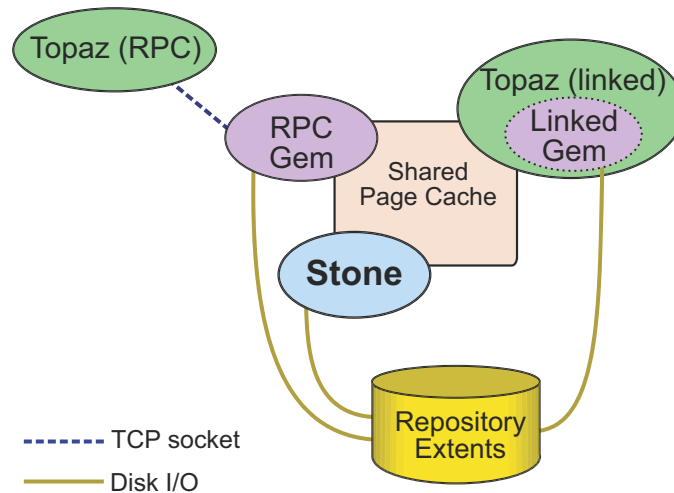 Topaz (RPC)
Topaz (linked)
RPC
Gem
Linked
Gem
Shared
Page Cache
Stone
Repository
Extents
TCP socket
Disk I/O